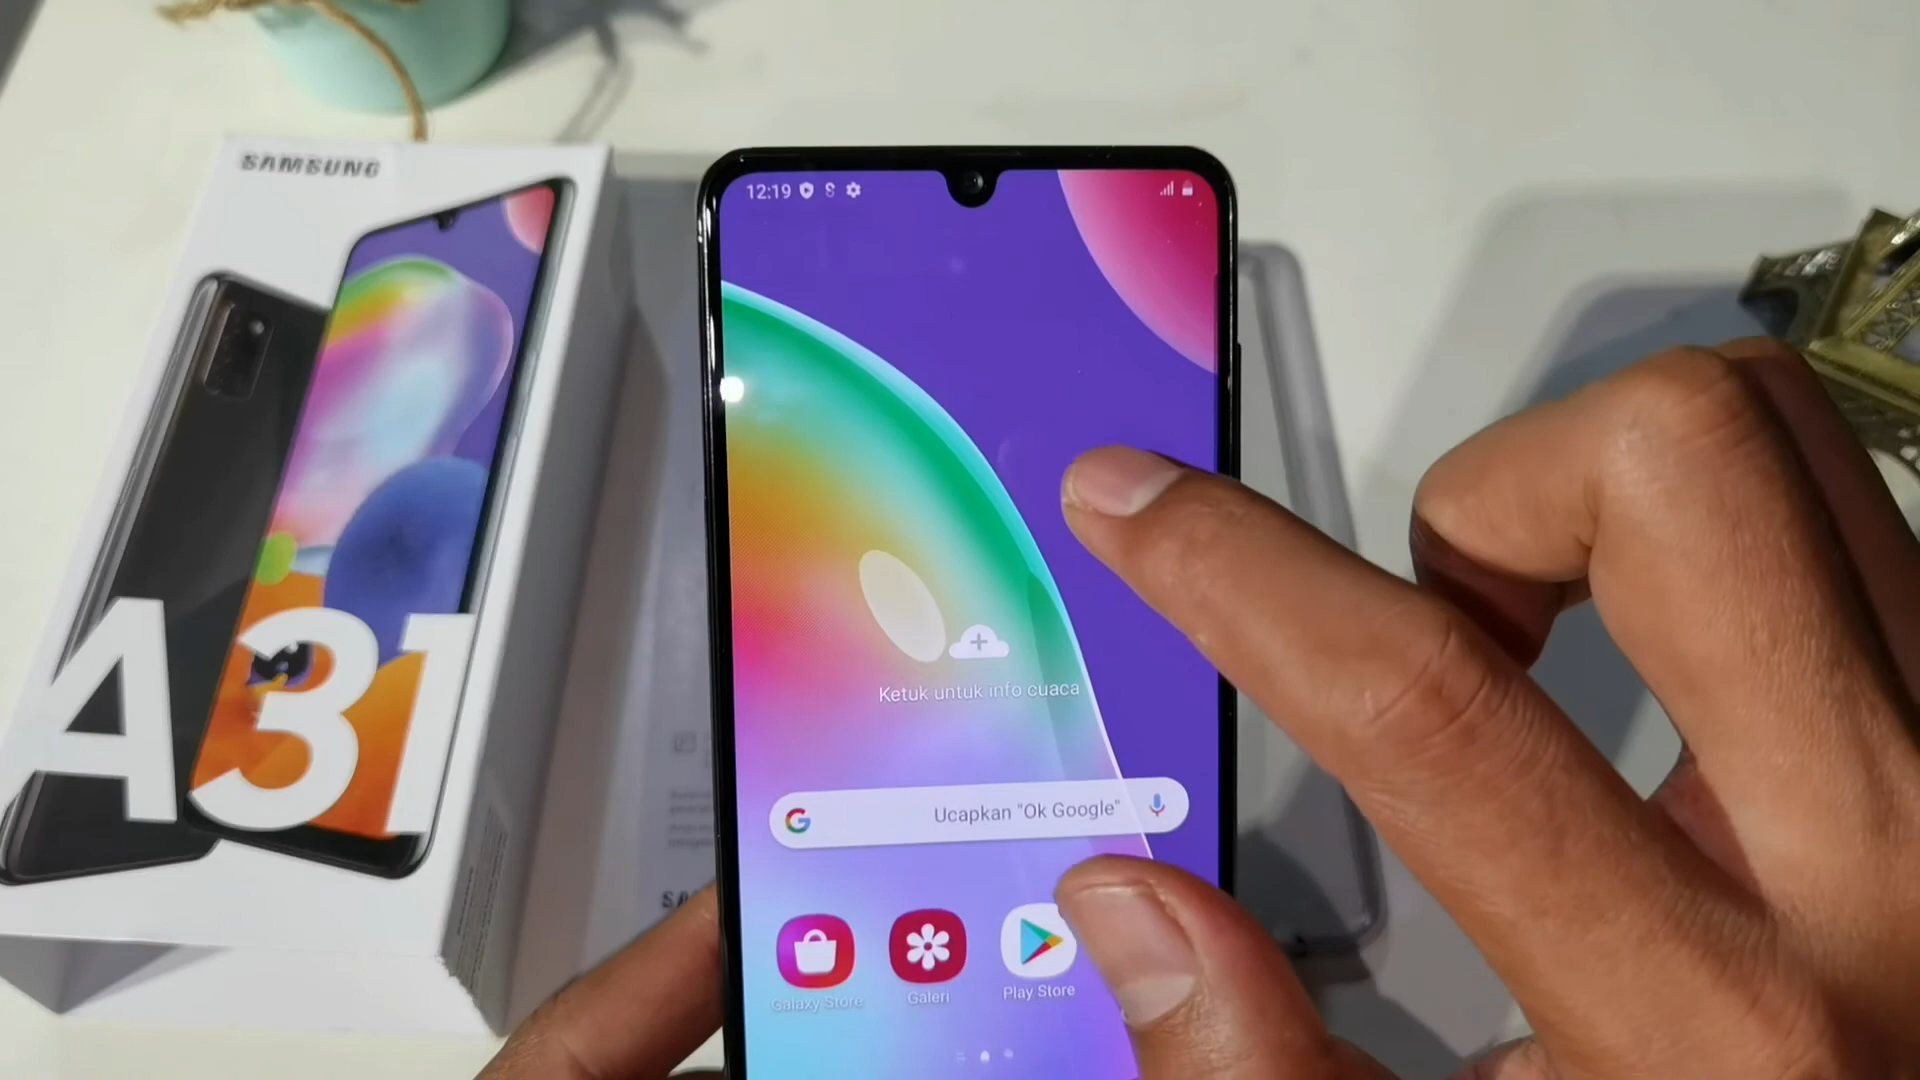 SAMSUNG
A31
12:19
Ketuk untuk info cuaca
Ucapkan "Ok Google"
Galaxy Store
Galeri
Play Store